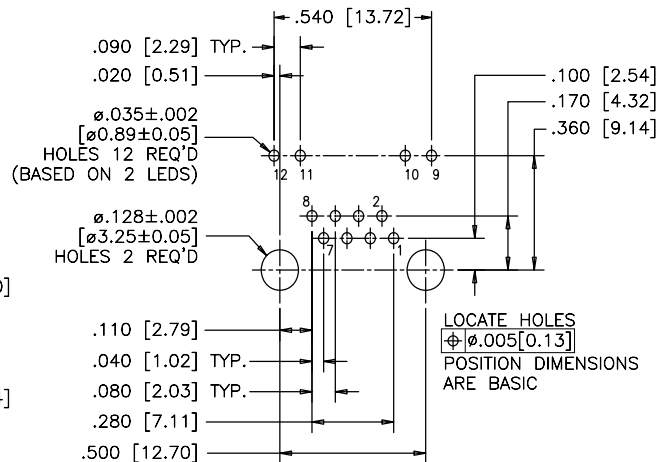 .540 [13.72]
.090 [2.29] TYP.
.020 [0.51]
ø.035±.002
[ø0.89±0.05]
HOLES 12 REQ'D
(BASED ON 2 LEDS)
.100 [2.54]
.170 [4.32]
.360 [9.14]
12 11 10 9
8 2
7 1
ø.128±.002
[ø3.25±0.05]
HOLES 2 REQ'D
.110 [2.79]
.040 [1.02] TYP.
.080 [2.03] TYP.
.280 [7.11]
.500 [12.70]
LOCATE HOLES
⌖ ø.005[0.13]
POSITION DIMENSIONS
ARE BASIC